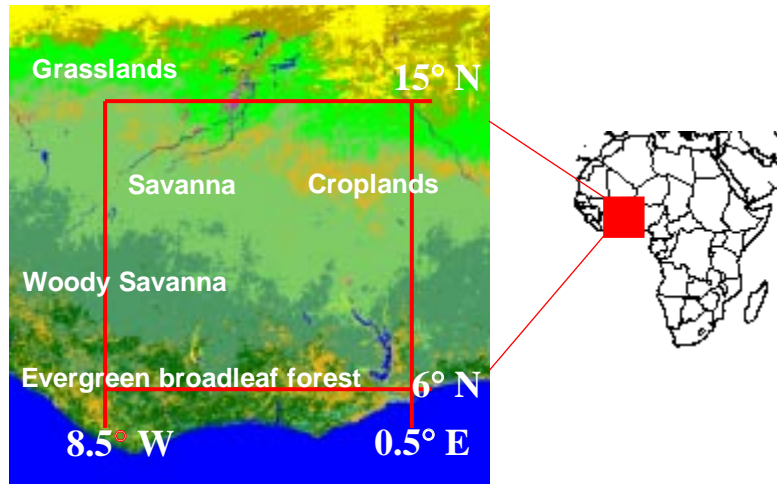 Grasslands
15° N
Savanna
Croplands
Woody Savanna
Evergreen broadleaf forest
6° N
8.5° W
0.5° E